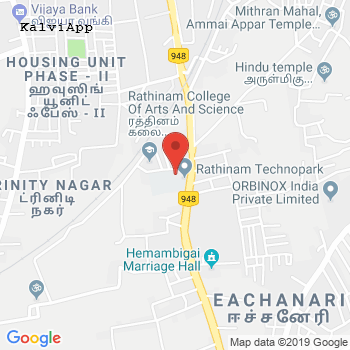 Vijaya Bank
விஜயா
வங்கி
KalviApp
Mithran Mahal,
Ammai Appar Temple...
948
HOUSING UNIT
PHASE - II
ஹவுஸிங்
யூனிட்
ஃபேஸ் - II
Hindu temple
அருள்மிகு...
Rathinam College
Of Arts And Science
ரத்தினம்
கலை...
Rathinam Technopark
RINITY NAGAR
ட்ரினிடி
நகர்
ORBINOX India
Private Limited
948
Hemambigai
Marriage Hall
EACHANARI
ஈச்சனேரி
Google
Map data ©2019 Google